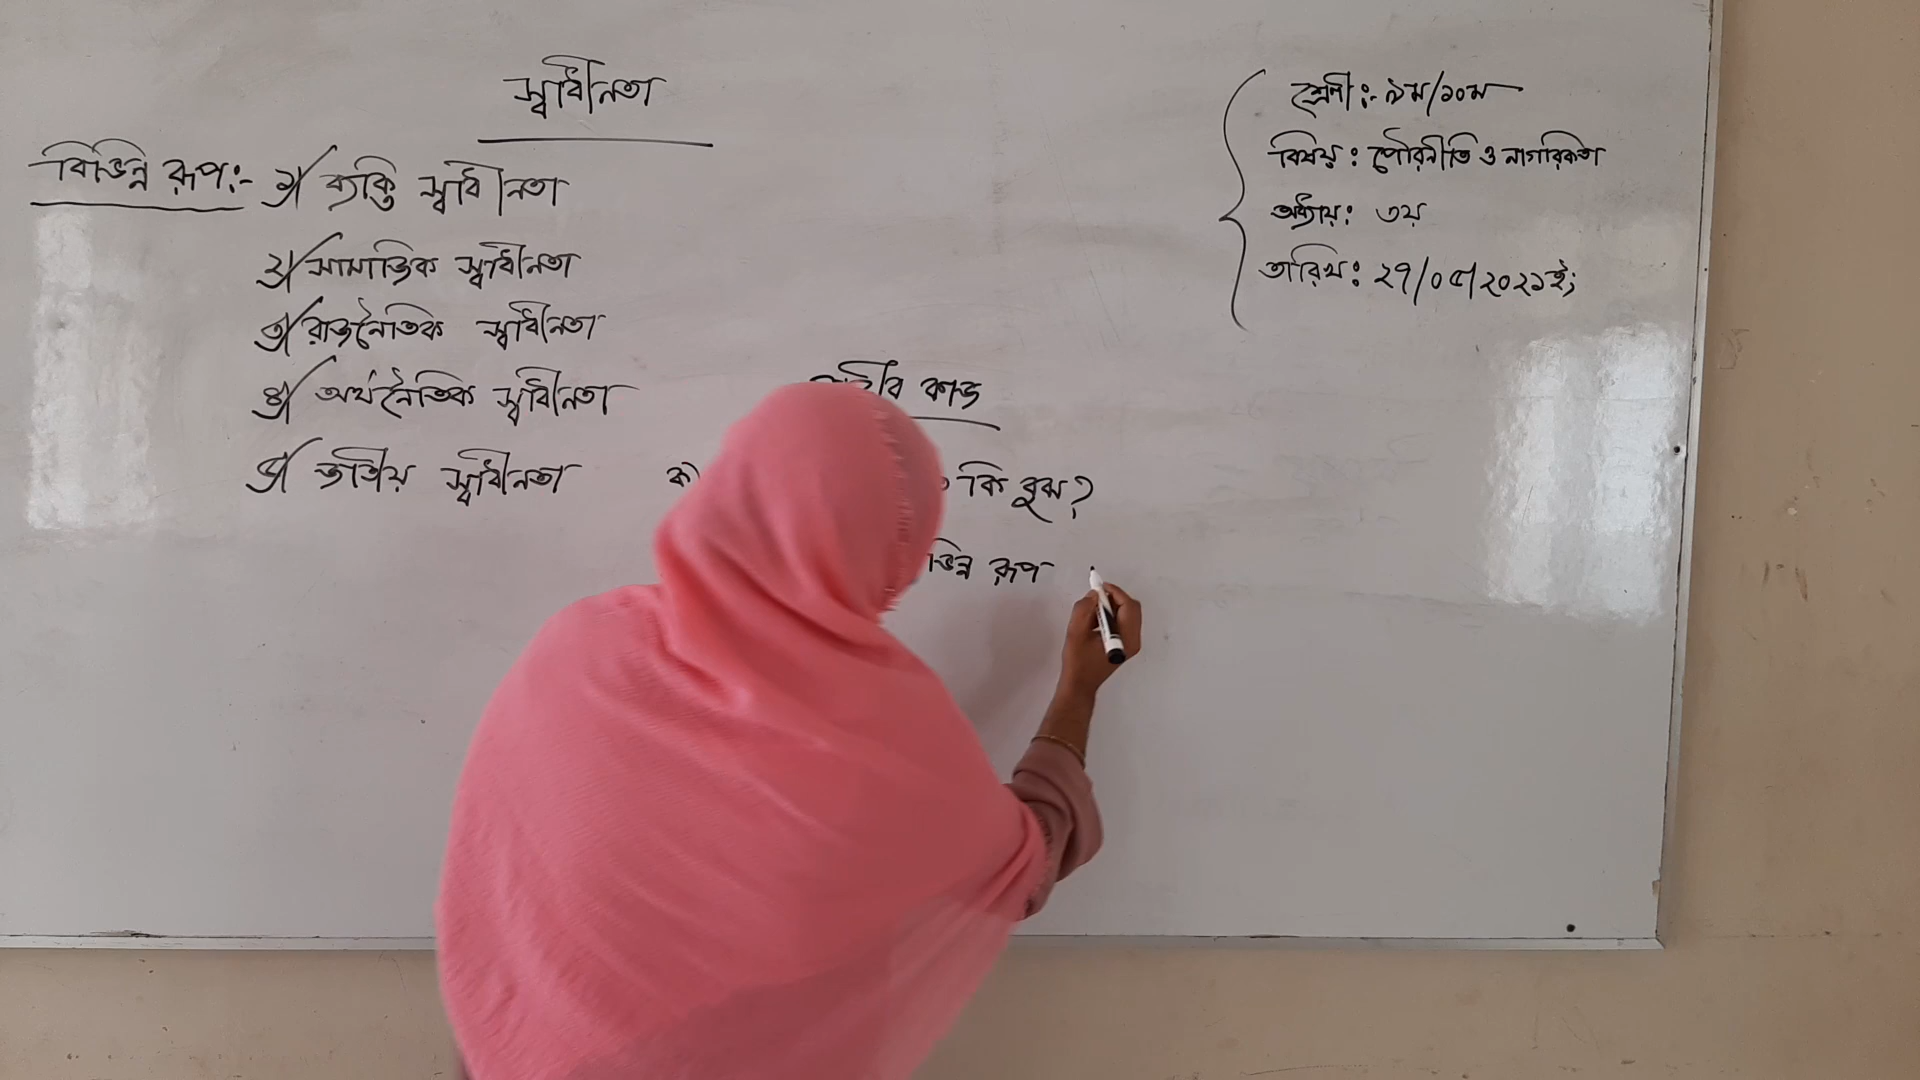 স্বাধীনতা
বিভিন্ন রূপ:- ১/ ব্যক্তি স্বাধীনতা
২/ সামাজিক স্বাধীনতা
৩/ রাজনৈতিক স্বাধীনতা
৪/ অর্থনৈতিক স্বাধীনতা
৫/ জাতীয় স্বাধীনতা
শ্রেণী:- ৯ম/১০ম
বিষয়: পৌরনীতি ও নাগরিকতা
অধ্যায়: ৩য়
তারিখ: ২৭/০৫/২০২১ইং
কাজ
ক কি বুঝ?
রূপ